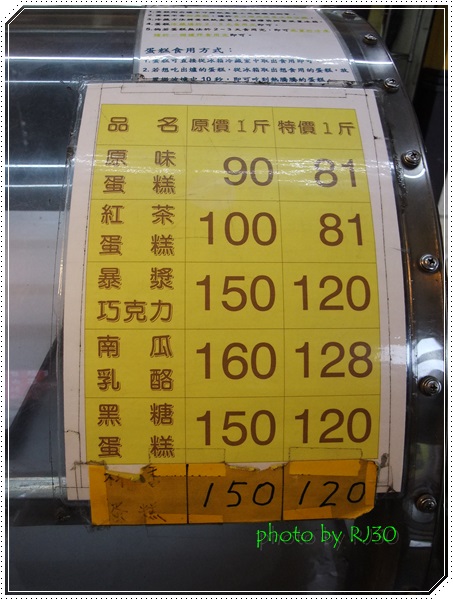 蛋糕食用方式：
品名 原價1斤 特價1斤
原味蛋糕 90 81
紅茶蛋糕 100 81
暴漿巧克力 150 120
南瓜乳酪 160 128
黑糖蛋糕 150 120
150 120
photo by RJ30